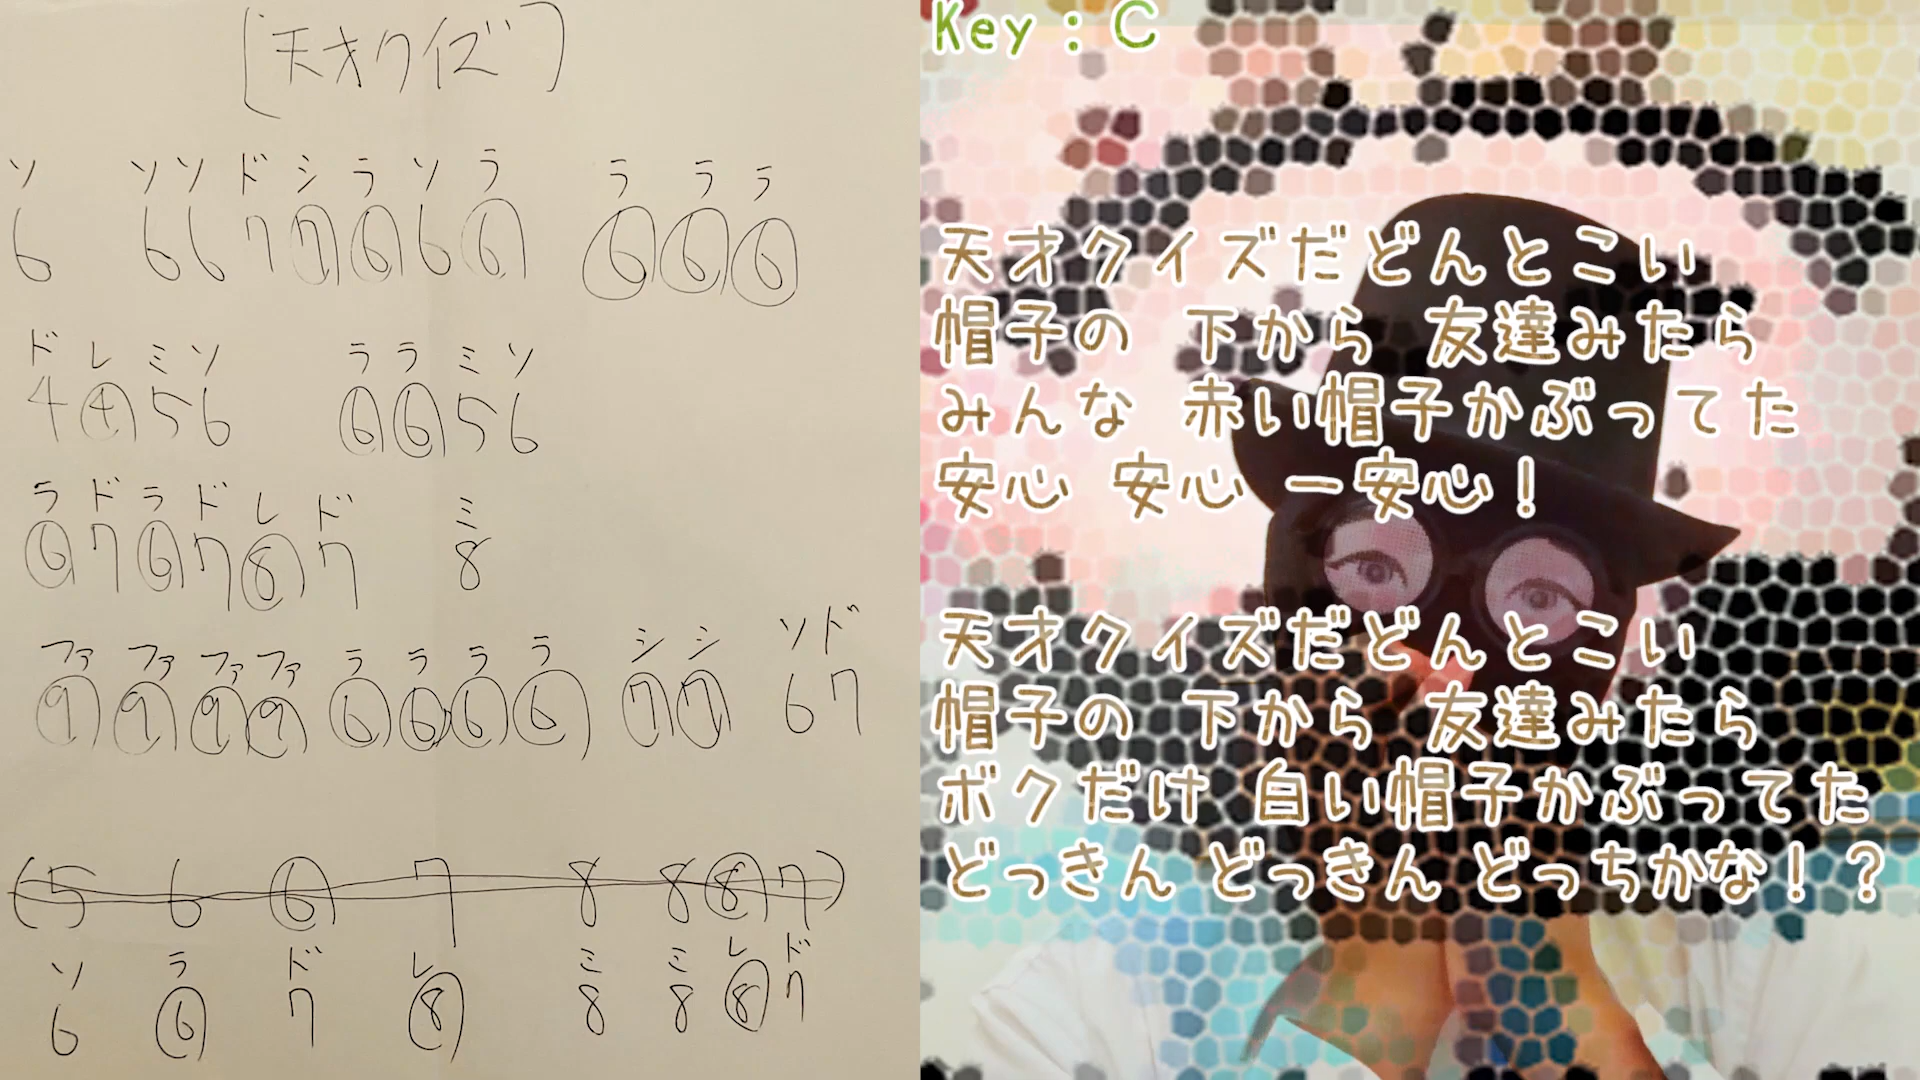 [天才クイズ]
ソ ソソドシラソラ ラ ラ ラ
6 667⑦⑥6⑥ ⑥⑥⑥
ドレミソ ララミソ
4④56 ⑥⑥56
ラドラドレド ミ
⑥7⑥7⑧7 8
ファ ファ ファ ファ ラ ラ ラ ラ シ シ ソド
⑨⑨⑨⑨⑥⑥⑥⑥ ⑦⑦ 67
(5 6 ⑥ 7 8 8⑧7)
ソ ラ ド レ ミ ミ レ ド
6 ⑥ 7 ⑧ 8 8 ⑧ 7
Key：C
天才クイズだどんとこい
帽子の 下から 友達みたら
みんな 赤い帽子かぶってた
安心 安心 一安心！
天才クイズだどんとこい
帽子の 下から 友達みたら
ボクだけ 白い帽子かぶってた
どっきん どっきん どっちかな！？